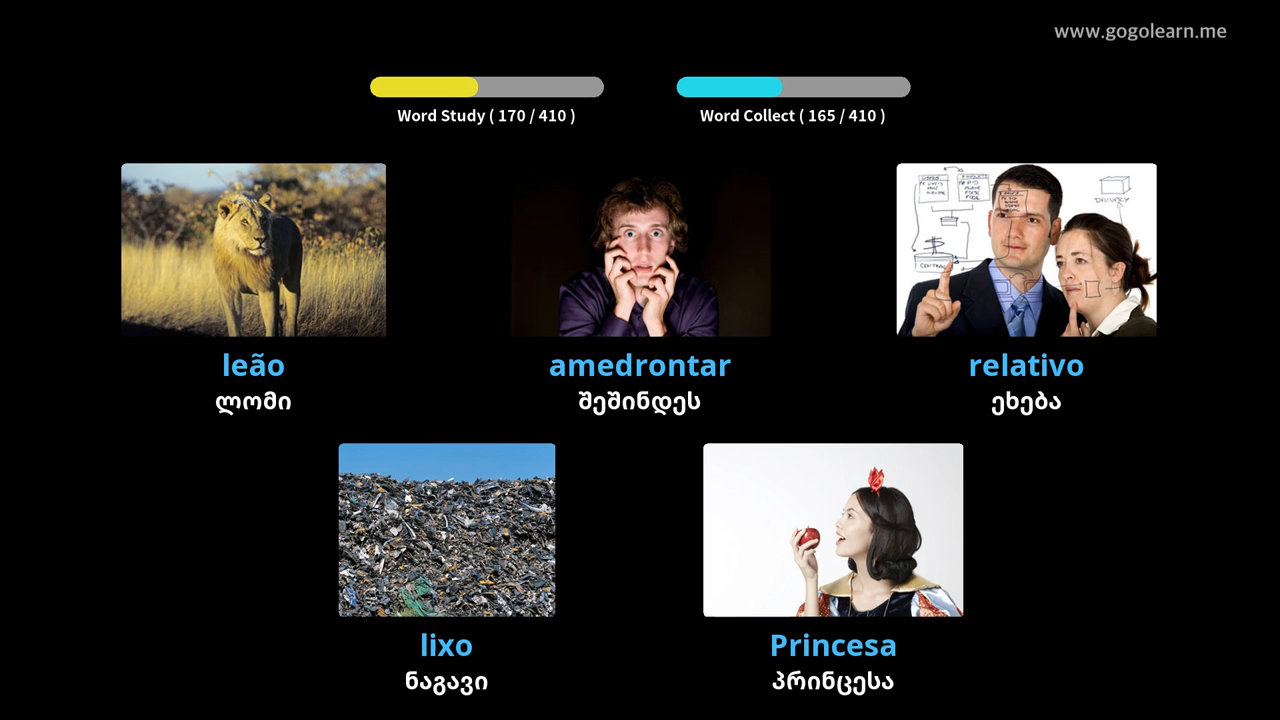 www.gogolearn.me
Word Study ( 170 / 410 )
Word Collect ( 165 / 410 )
leão
amedrontar
relativo
ლომი
შეშინდეს
ეხება
lixo
Princesa
ნაგავი
პრინცესა